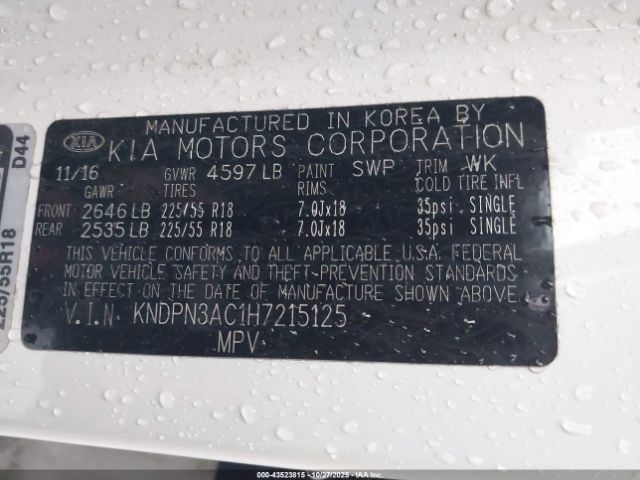 MANUFACTURED IN KOREA BY
KIA KIA MOTORS CORPORATION
11/16 GVWR 4597 LB PAINT SWP TRIM WK
GAWR TIRES RIMS COLD TIRE INFL
FRONT 2646 LB 225/55 R18 7.0Jx18 35psi SINGLE
REAR 2535 LB 225/55 R18 7.0Jx18 35psi SINGLE
THIS VEHICLE CONFORMS TO ALL APPLICABLE U.S.A. FEDERAL
MOTOR VEHICLE SAFETY AND THEFT-PREVENTION STANDARDS
IN EFFECT ON THE DATE OF MANUFACTURE SHOWN ABOVE.
V.I.N. KNDPN3AC1H7215125
MPV
D44
225/55R18
000-43523815 - 10/27/2025 - © IAA Holdings, LLC